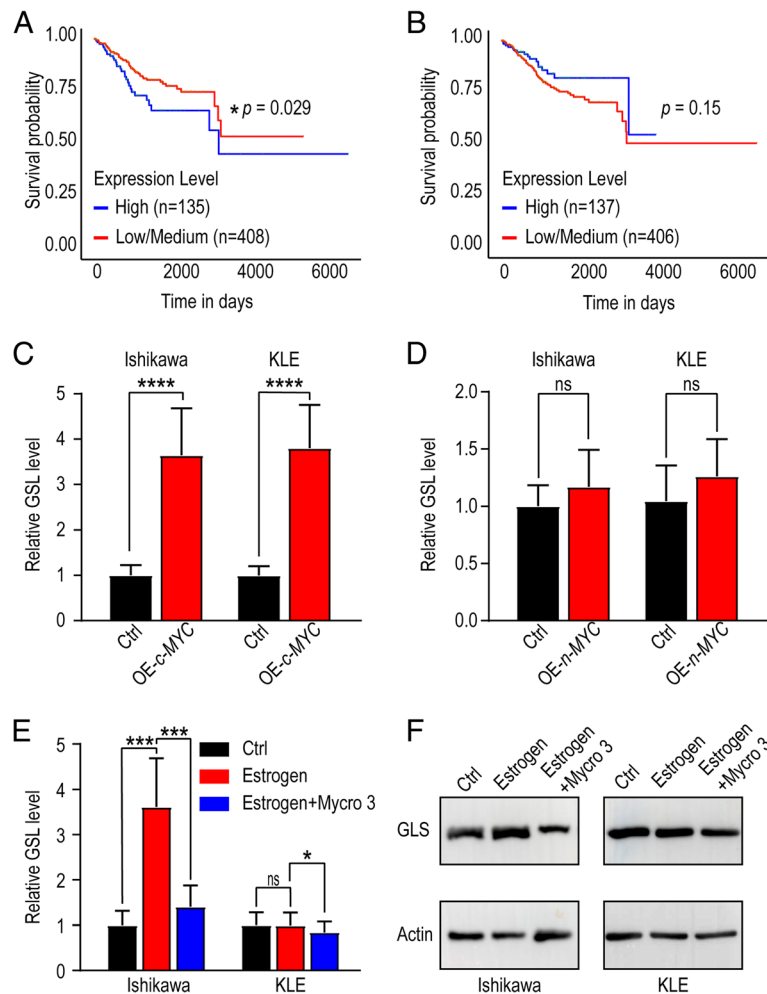 A
1.00
0.75
0.50
0.25
0.00
Survival probability
* p = 0.029
Expression Level
High (n=135)
Low/Medium (n=408)
0 2000 4000 6000
Time in days
B
1.00
0.75
0.50
0.25
0.00
Survival probability
p = 0.15
Expression Level
High (n=137)
Low/Medium (n=406)
0 2000 4000 6000
Time in days
C
Ishikawa KLE
**** ****
5
4
3
2
1
0
Relative GSL level
Ctrl OE-c-MYC Ctrl OE-c-MYC
D
Ishikawa KLE
ns ns
2.0
1.5
1.0
0.5
0.0
Relative GSL level
Ctrl OE-n-MYC Ctrl OE-n-MYC
E
*** ***
Ctrl
Estrogen
Estrogen+Mycro 3
5
4
3
2
1
0
Relative GSL level
ns *
Ishikawa KLE
F
Ctrl Estrogen Estrogen
+Mycro 3
Ctrl Estrogen Estrogen
+Mycro 3
GLS
Actin
Ishikawa KLE